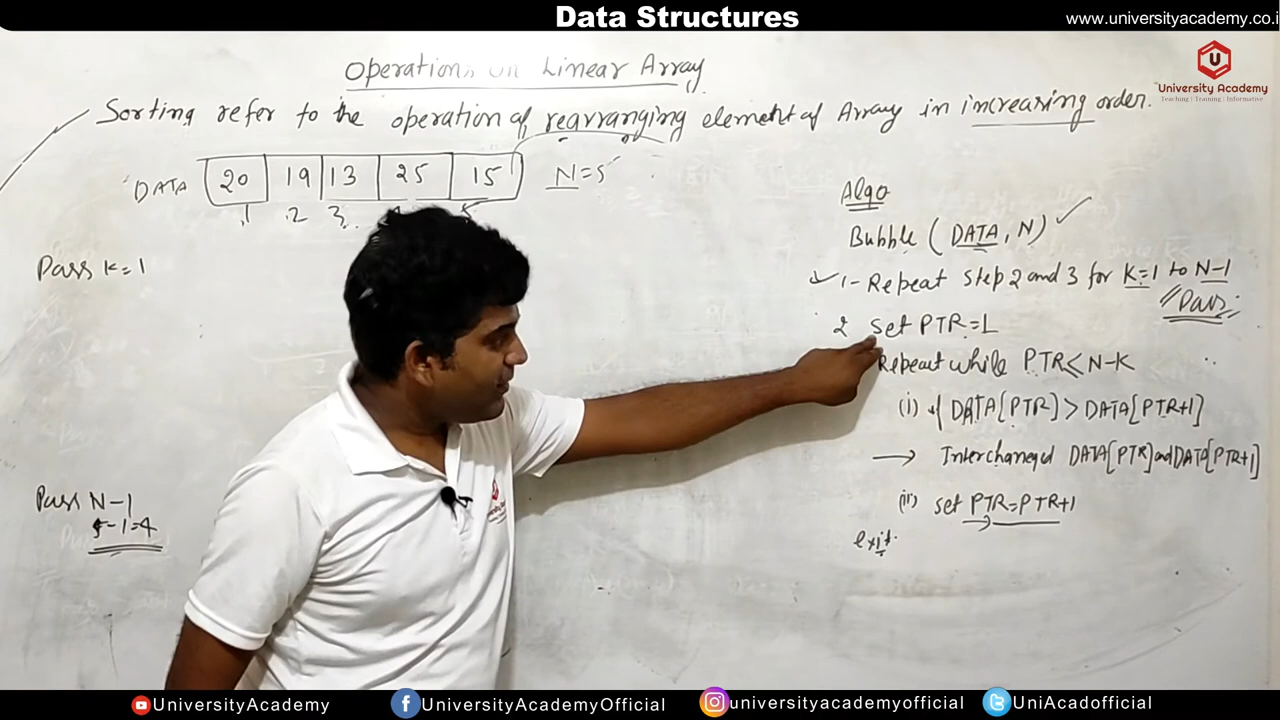 Data Structures
www.universityacademy.co.i
University Academy
Teaching | Training | Informative
Operations on Linear Array
Sorting refer to the operation of rearranging element of Array in increasing order.
DATA 20 19 13 25 15 N=5
1 2 3
Pass K=1
Pass N-1
5-1=4
Algo
Bubble (DATA, N)
1- Repeat Step 2 and 3 for K=1 to N-1
Pass
2 Set PTR=1
Repeat while PTR≤N-K
(i) if DATA[PTR] > DATA[PTR+1]
→ Interchanged DATA[PTR] and DATA[PTR+1]
(ii) set PTR=PTR+1
exit.
UniversityAcademy
UniversityAcademyOfficial
universityacademyofficial
UniAcadofficial